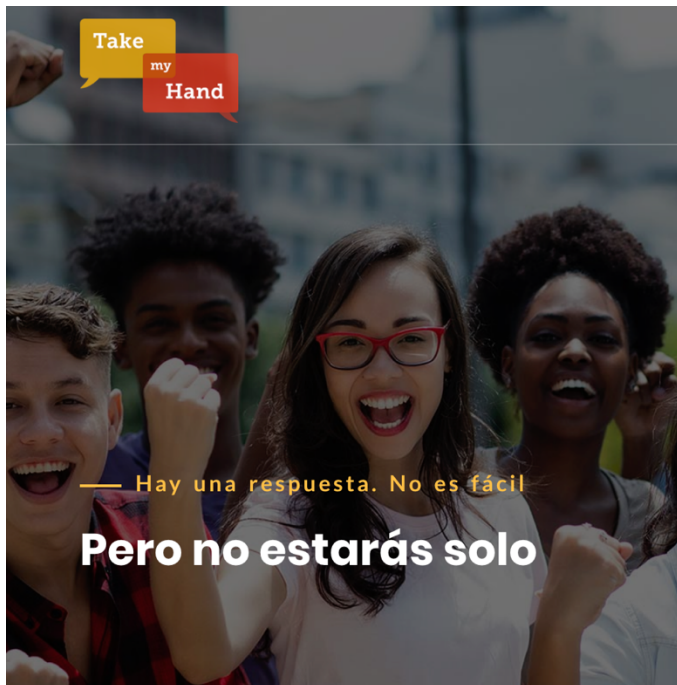 Take
my
Hand
Hay una respuesta. No es fácil
Pero no estarás solo